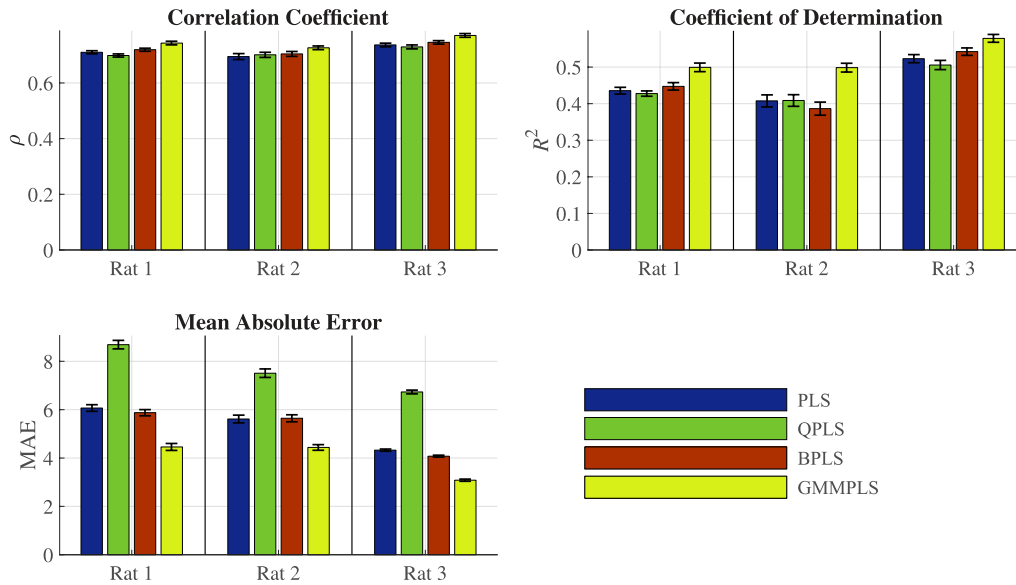 Correlation Coefficient
ρ
0.6
0.4
0.2
0
Rat 1 Rat 2 Rat 3
Coefficient of Determination
R²
0.5
0.4
0.3
0.2
0.1
0
Rat 1 Rat 2 Rat 3
Mean Absolute Error
MAE
8
6
4
2
0
Rat 1 Rat 2 Rat 3
PLS
QPLS
BPLS
GMMPLS